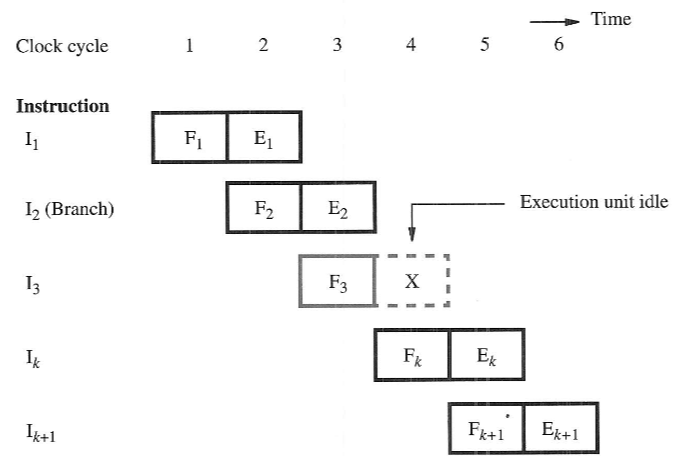 Time
Clock cycle 1 2 3 4 5 6
Instruction
I₁ F₁ E₁
I₂ (Branch) F₂ E₂
Execution unit idle
I₃ F₃ X
Iₖ Fₖ Eₖ
Iₖ₊₁ Fₖ₊₁ Eₖ₊₁